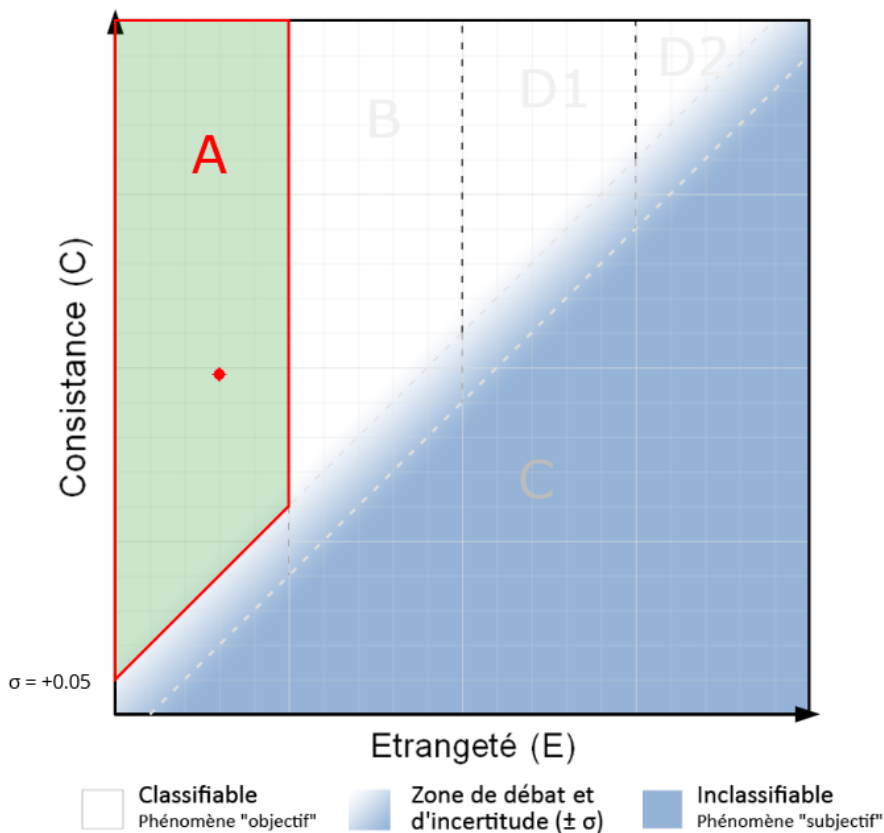 D2
D1
B
A
Consistance (C)
C
σ = +0.05
Etrangeté (E)
Classifiable
Phénomène "objectif"
Zone de débat et
d'incertitude (± σ)
Inclassifiable
Phénomène "subjectif"